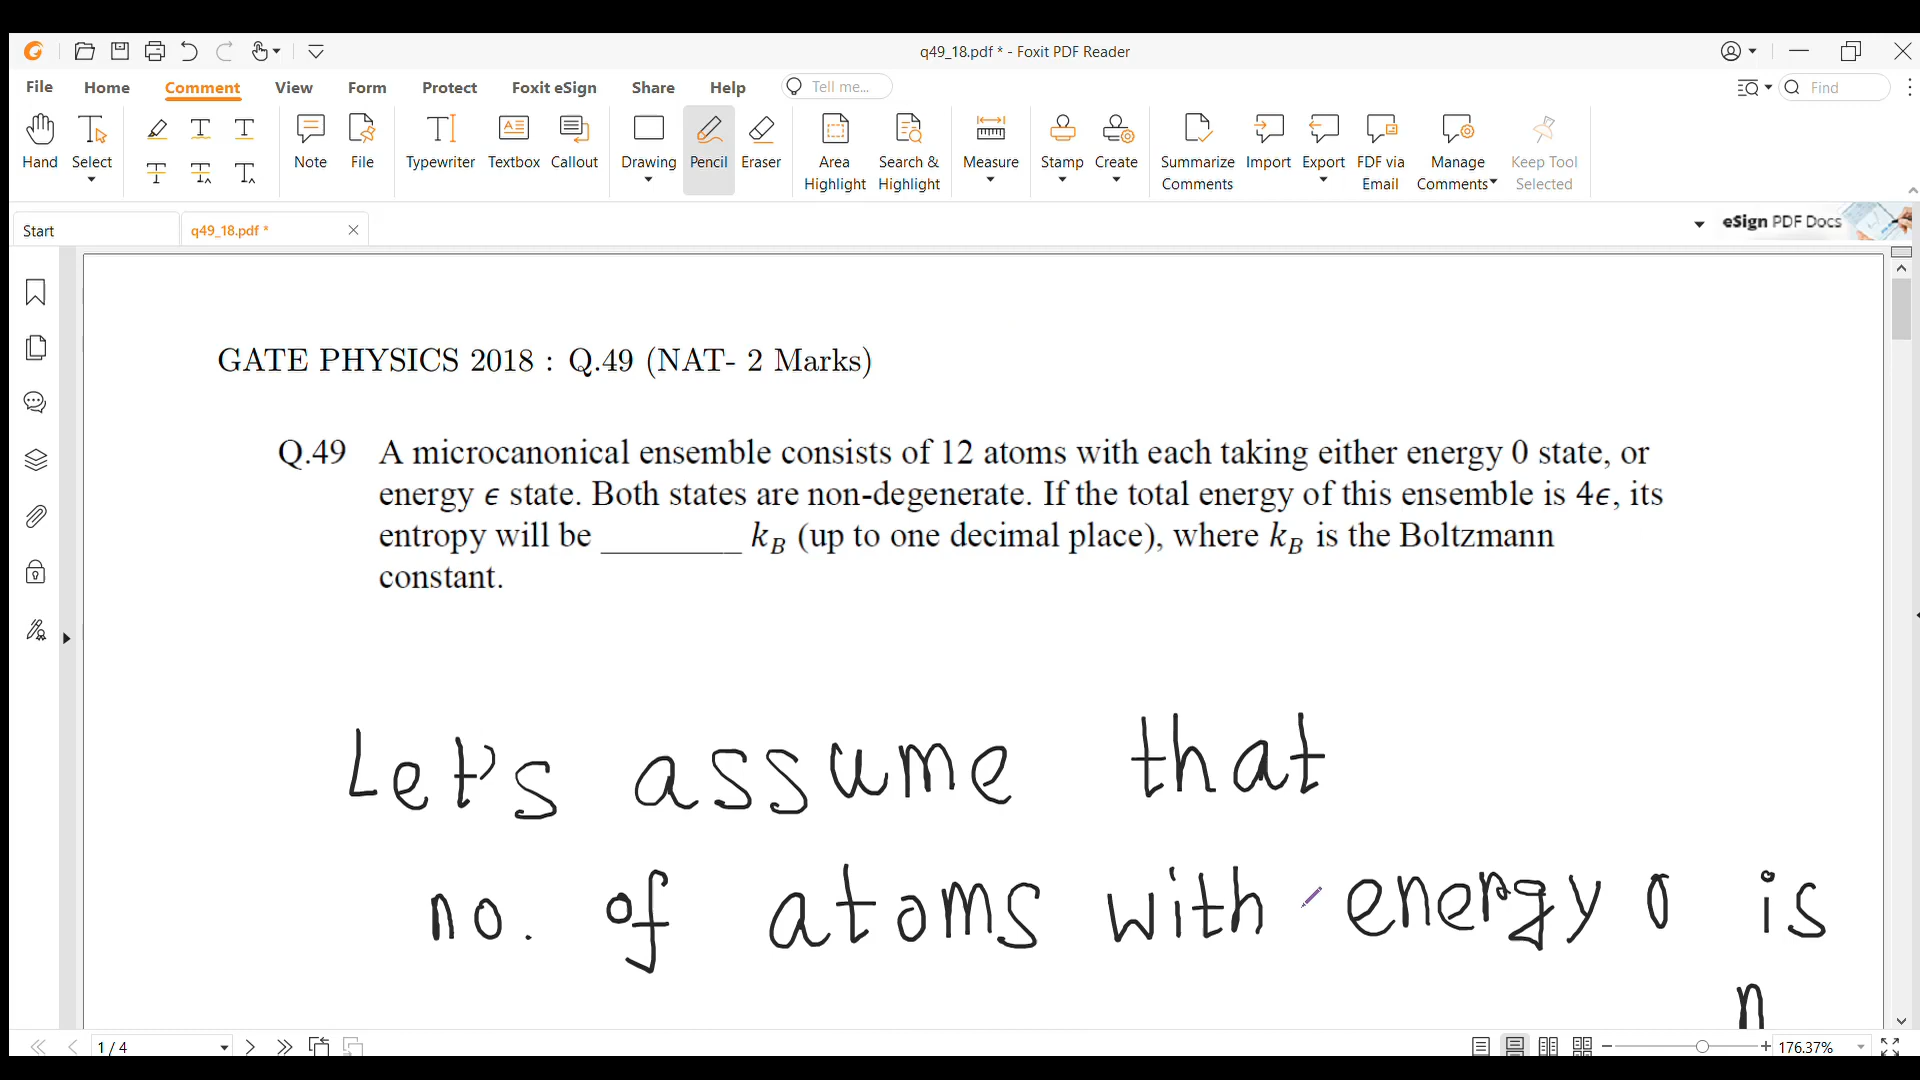 q49_18.pdf * - Foxit PDF Reader
File Home Comment View Form Protect Foxit eSign Share Help Tell me... Find
Hand Select Note File Typewriter Textbox Callout Drawing Pencil Eraser Area Highlight Search & Highlight Measure Stamp Create Summarize Comments Import Export FDF via Email Manage Comments Keep Tool Selected
Start q49_18.pdf * eSign PDF Docs
GATE PHYSICS 2018 : Q.49 (NAT- 2 Marks)
Q.49 A microcanonical ensemble consists of 12 atoms with each taking either energy 0 state, or
energy ϵ state. Both states are non-degenerate. If the total energy of this ensemble is 4ϵ, its
entropy will be ________ k_B (up to one decimal place), where k_B is the Boltzmann
constant.
Let's assume that
no. of atoms with energy 0 is
n
1 / 4 176.37%